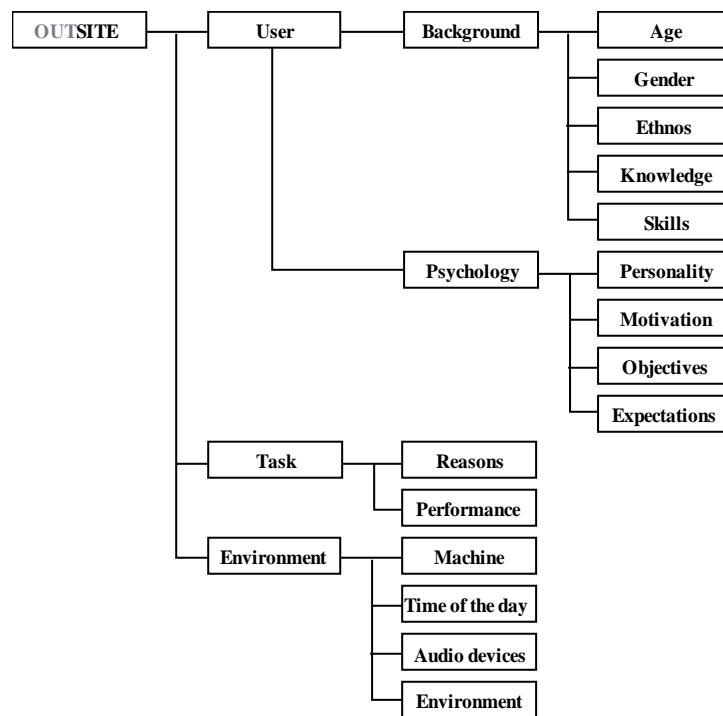 OUTSITE
User
Background
Age
Gender
Ethnos
Knowledge
Skills
Psychology
Personality
Motivation
Objectives
Expectations
Task
Reasons
Performance
Environment
Machine
Time of the day
Audio devices
Environment